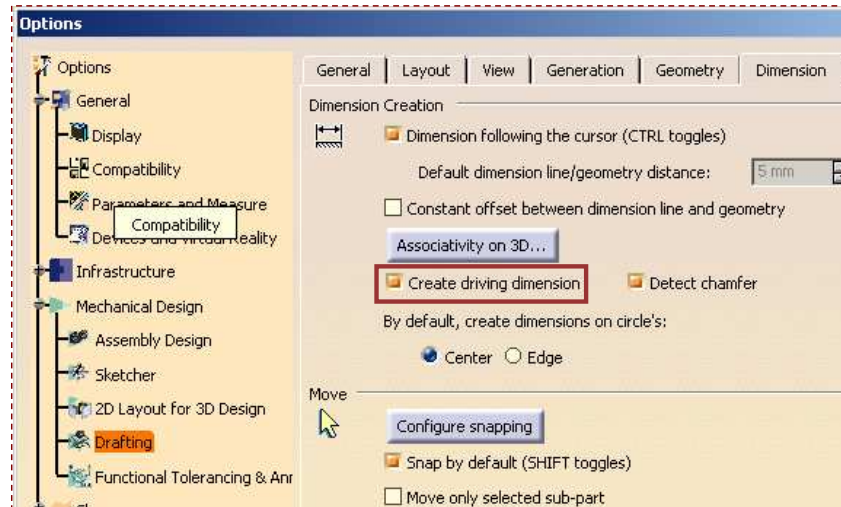 Options
Options
General
Display
Compatibility
Parameters and Measure
Compatibility
Devices and Virtual Reality
Infrastructure
Mechanical Design
Assembly Design
Sketcher
2D Layout for 3D Design
Drafting
Functional Tolerancing & Ann
General Layout View Generation Geometry Dimension
Dimension Creation
Dimension following the cursor (CTRL toggles)
Default dimension line/geometry distance: 5 mm
Constant offset between dimension line and geometry
Associativity on 3D...
Create driving dimension Detect chamfer
By default, create dimensions on circle's:
Center Edge
Move
Configure snapping
Snap by default (SHIFT toggles)
Move only selected sub-part